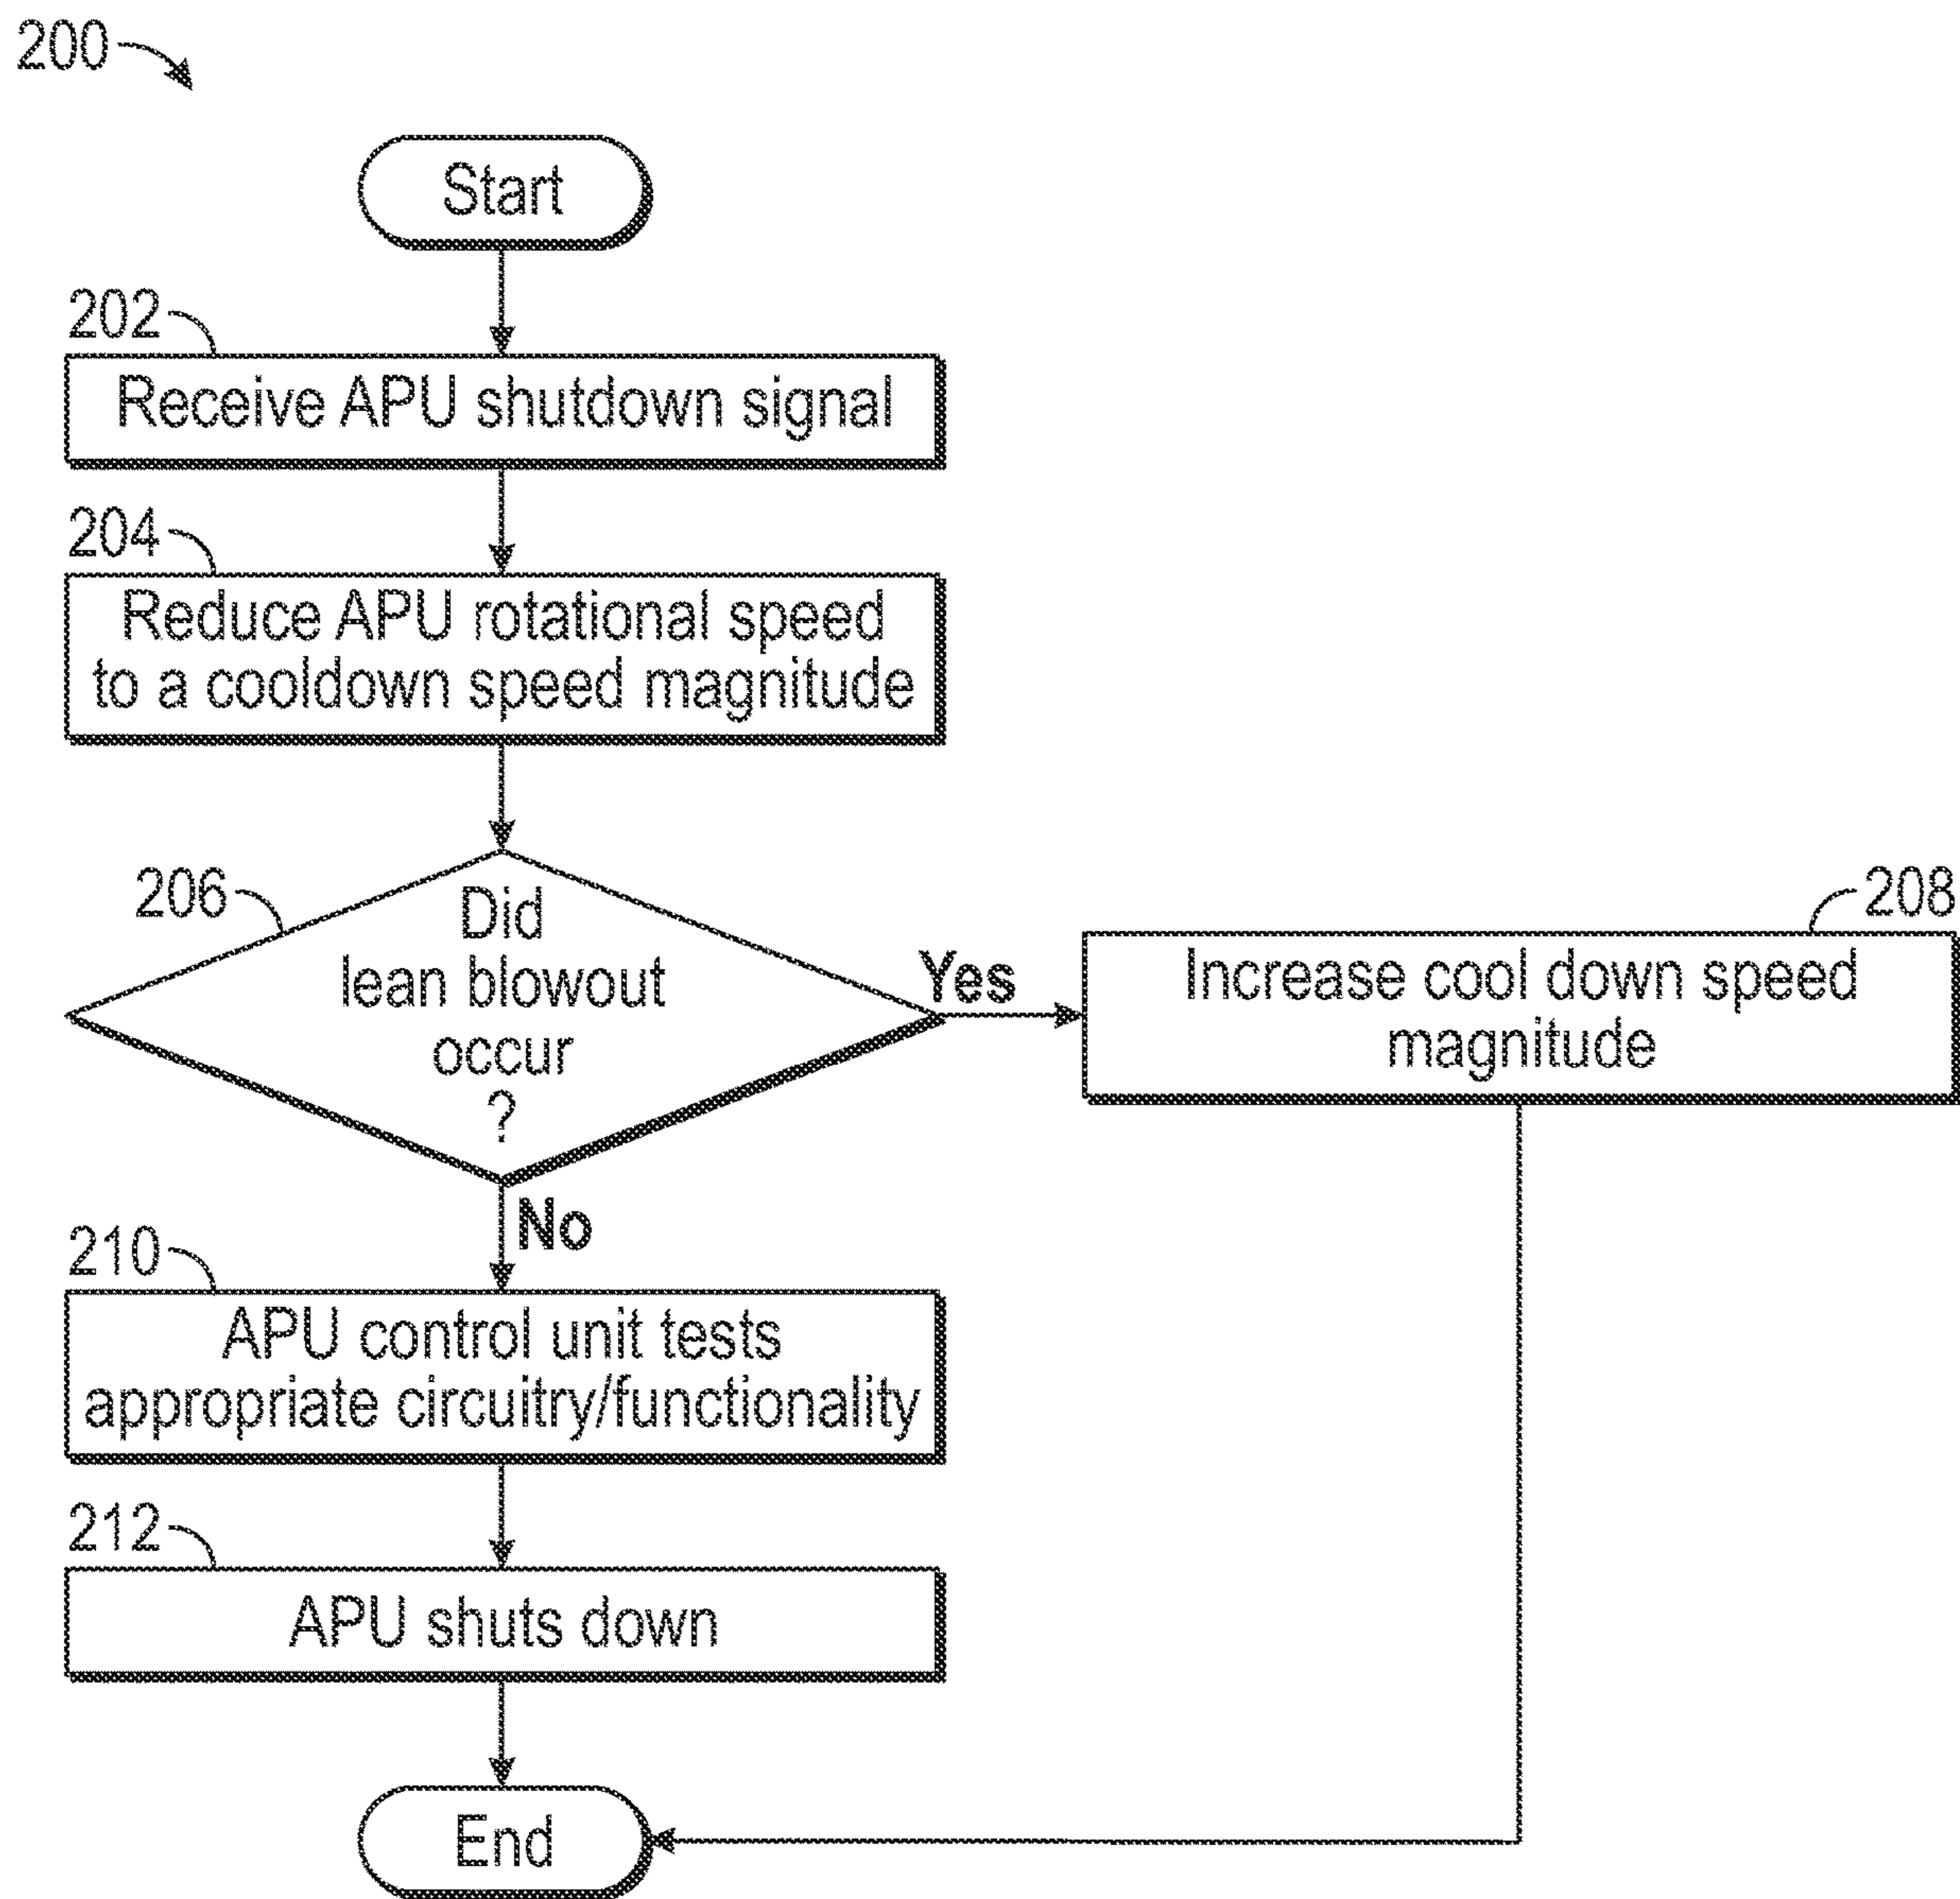 200
Start
202
Receive APU shutdown signal
204
Reduce APU rotational speed
to a cooldown speed magnitude
206
Did
lean blowout
occur
?
Yes
208
Increase cool down speed
magnitude
No
210
APU control unit tests
appropriate circuitry/functionality
212
APU shuts down
End